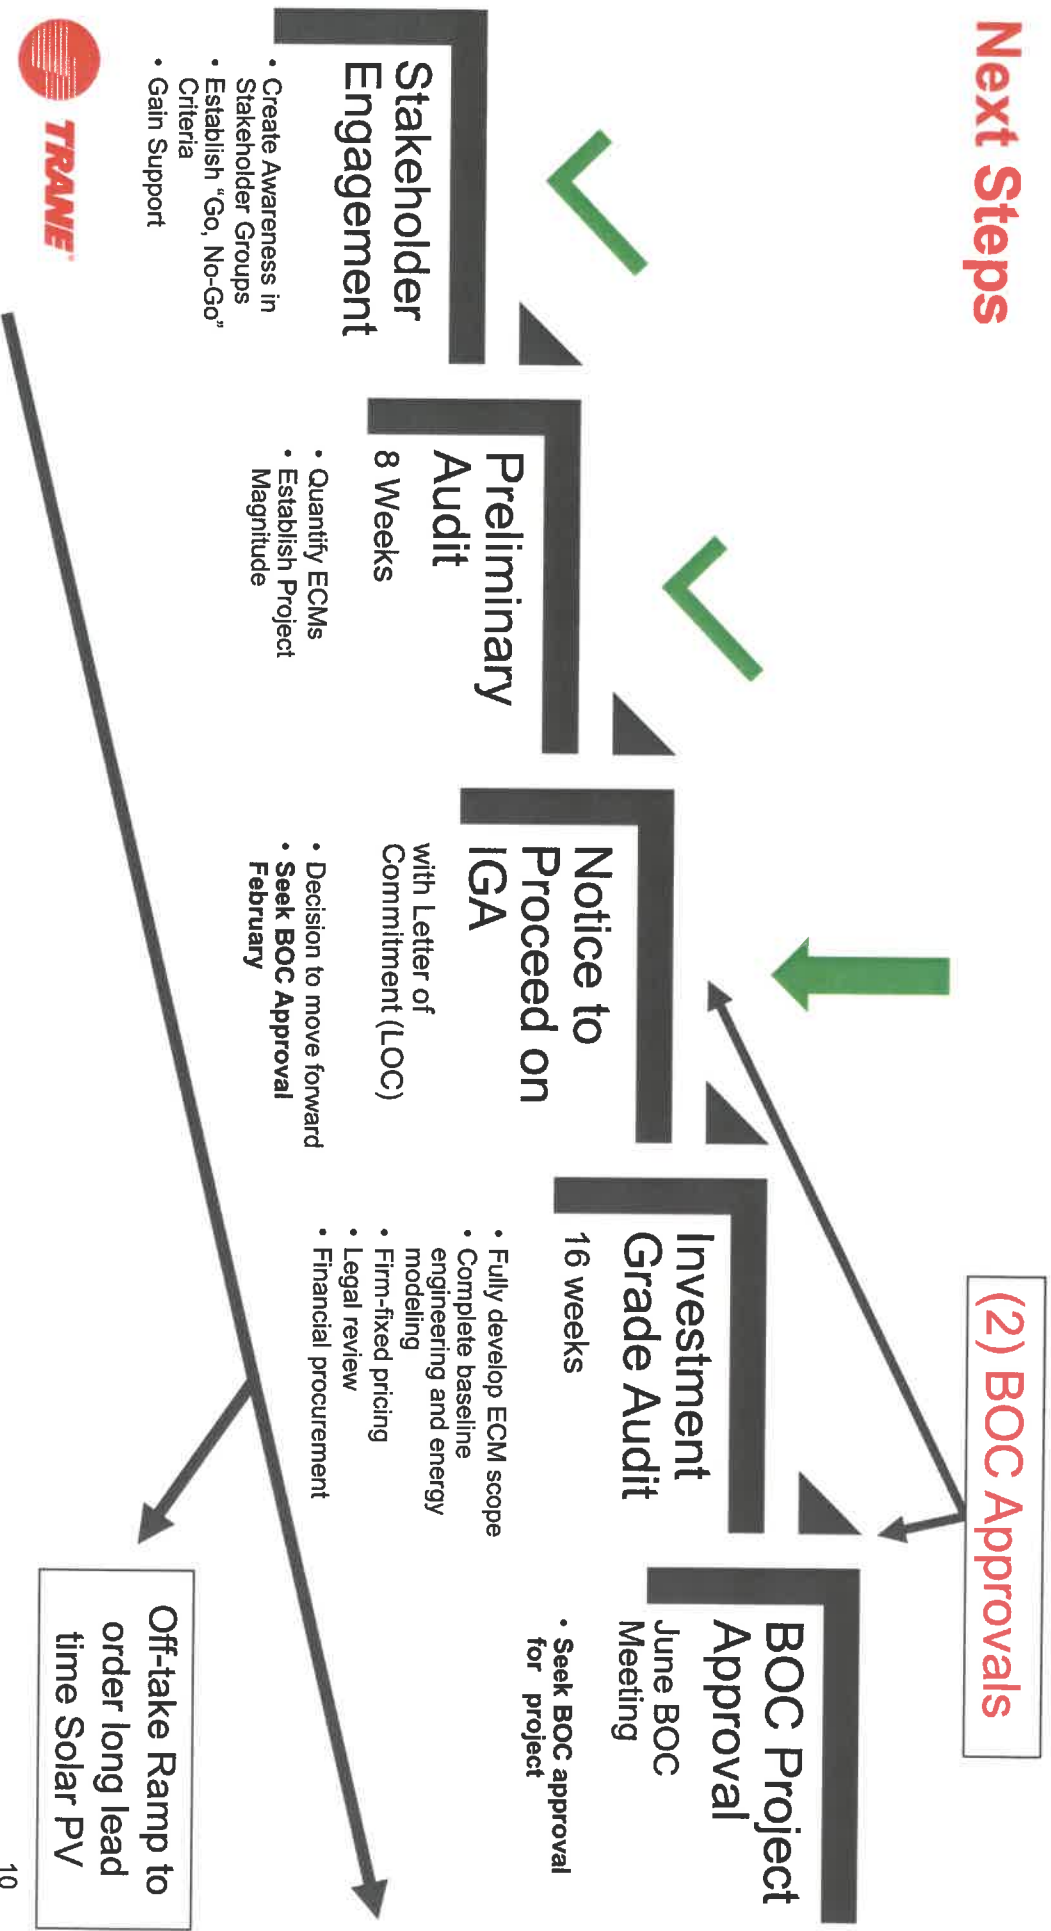 Next Steps
(2) BOC Approvals
Stakeholder
Engagement
• Create Awareness in
Stakeholder Groups
• Establish “Go, No-Go”
Criteria
• Gain Support
Preliminary
Audit
8 Weeks
• Quantify ECMs
• Establish Project
Magnitude
Notice to
Proceed on
IGA
with Letter of
Commitment (LOC)
• Decision to move forward
• Seek BOC Approval
February
Investment
Grade Audit
16 weeks
• Fully develop ECM scope
• Complete baseline
engineering and energy
modeling
• Firm-fixed pricing
• Legal review
• Financial procurement
BOC Project
Approval
June BOC
Meeting
• Seek BOC approval
for project
Off-take Ramp to
order long lead
time Solar PV
TRANE
10